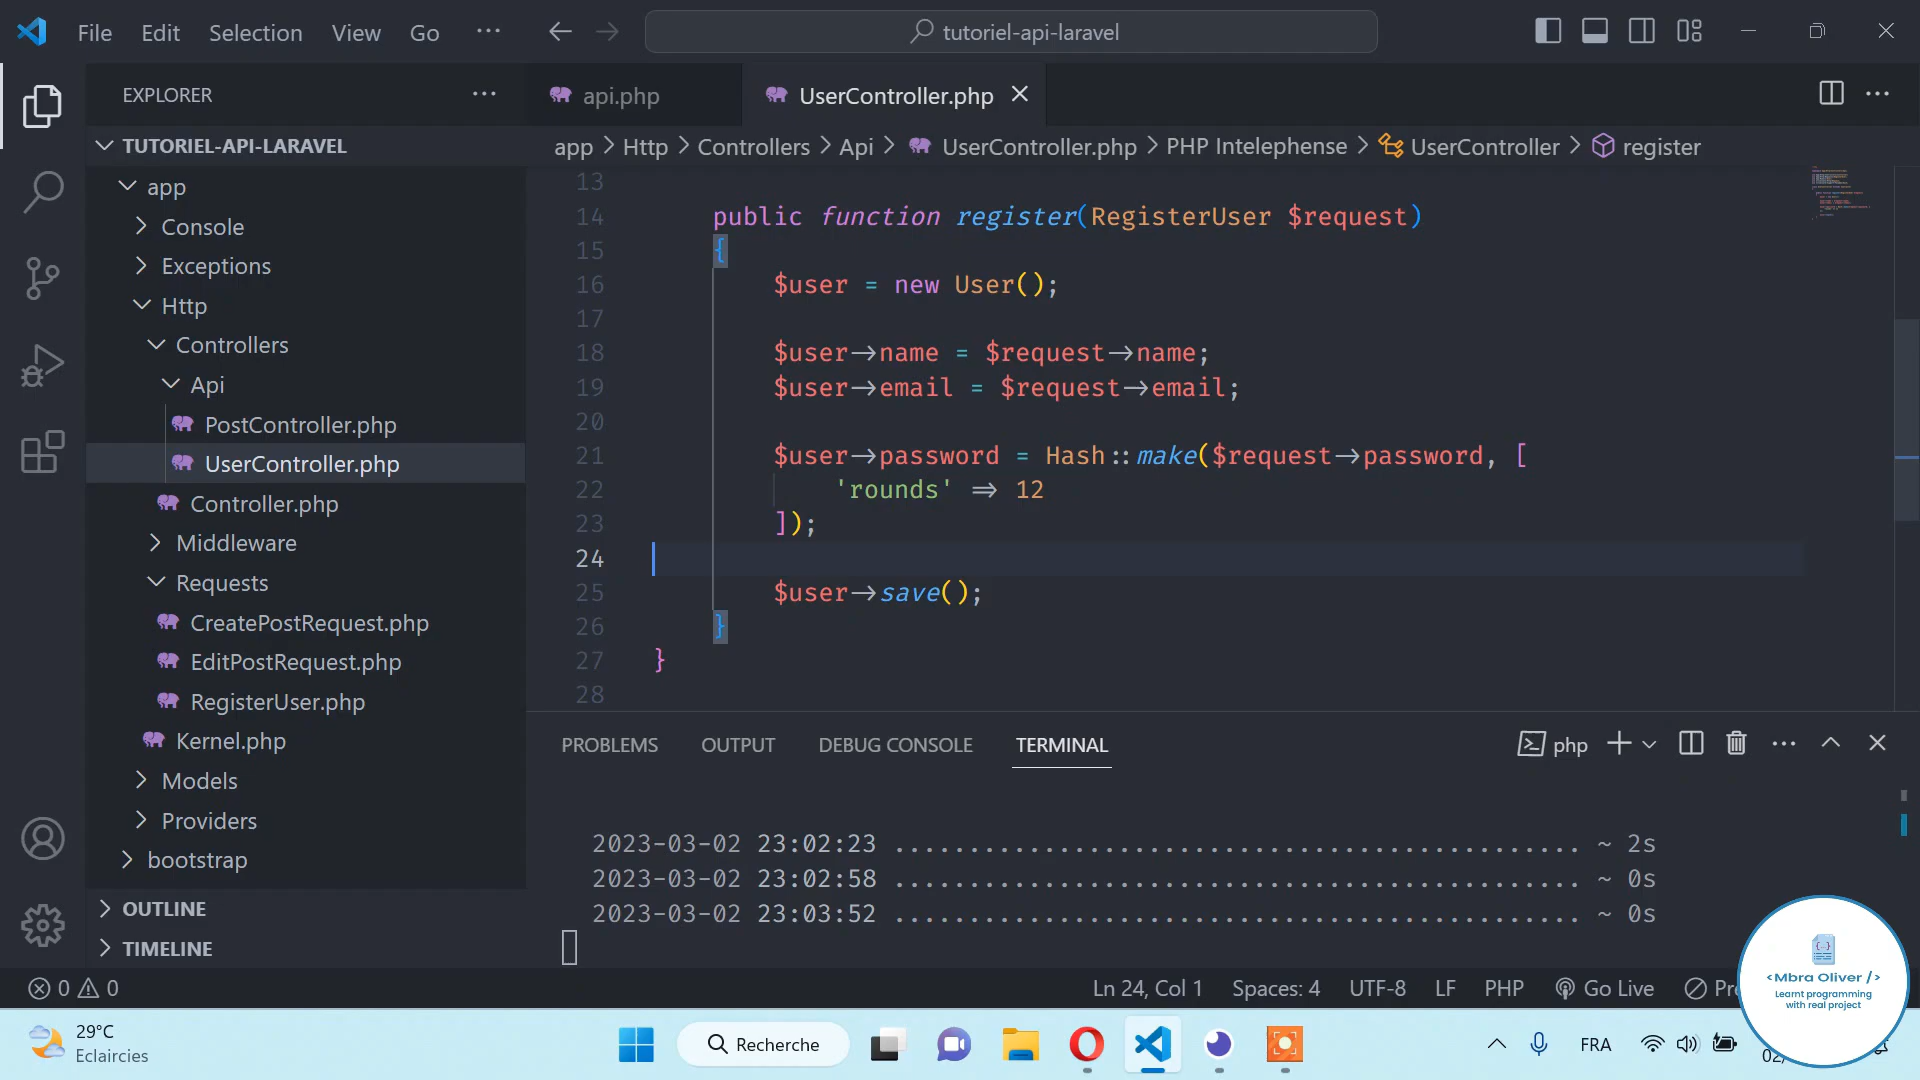 File Edit Selection View Go ··· tutoriel-api-laravel
EXPLORER ···
api.php UserController.php
TUTORIEL-API-LARAVEL
app > Http > Controllers > Api > UserController.php > PHP Intelephense > UserController > register
app
Console
Exceptions
Http
Controllers
Api
PostController.php
UserController.php
Controller.php
Middleware
Requests
CreatePostRequest.php
EditPostRequest.php
RegisterUser.php
Kernel.php
Models
Providers
bootstrap
OUTLINE
TIMELINE
13
14 public function register(RegisterUser $request)
15 {
16 $user = new User();
17
18 $user->name = $request->name;
19 $user->email = $request->email;
20
21 $user->password = Hash::make($request->password, [
22 'rounds' => 12
23 ]);
24
25 $user->save();
26 }
27 }
28
PROBLEMS OUTPUT DEBUG CONSOLE TERMINAL php
2023-03-02 23:02:23 .............................................. ~ 2s
2023-03-02 23:02:58 .............................................. ~ 0s
2023-03-02 23:03:52 .............................................. ~ 0s
0 0 Ln 24, Col 1 Spaces: 4 UTF-8 LF PHP Go Live
{...}
<Mbra Oliver />
Learnt programming
with real project
29°C
Eclaircies
Recherche
FRA